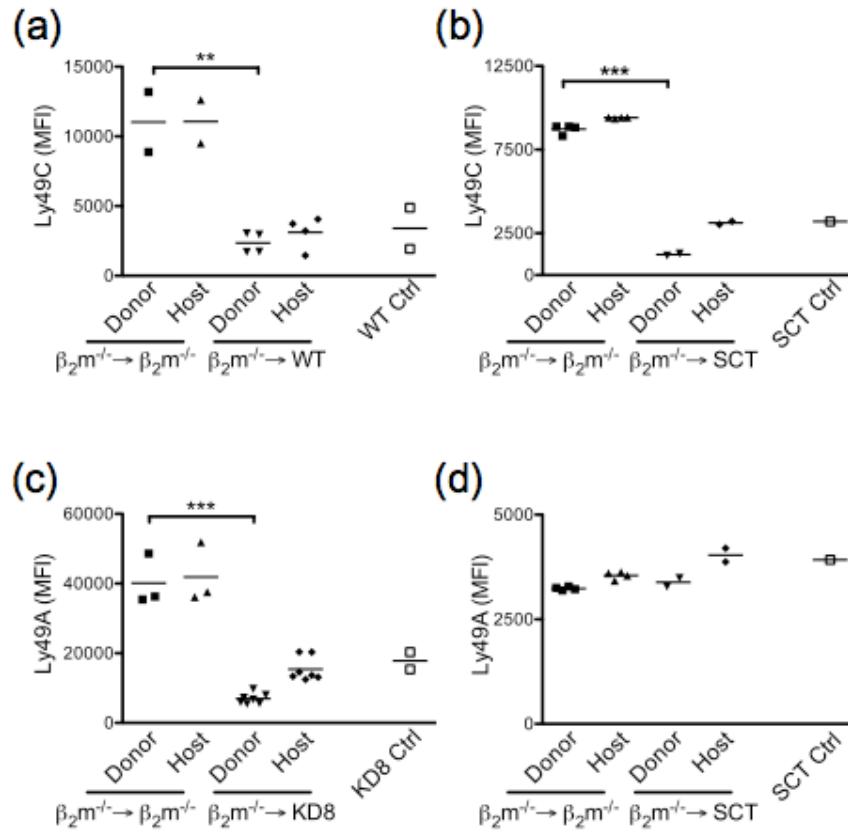 (a)
**
Ly49C (MFI)
15000
10000
5000
0
Donor
Host
Donor
Host
WT Ctrl
β₂m⁻/⁻→ β₂m⁻/⁻
β₂m⁻/⁻→ WT
(b)
***
Ly49C (MFI)
12500
7500
2500
0
Donor
Host
Donor
Host
SCT Ctrl
β₂m⁻/⁻→ β₂m⁻/⁻
β₂m⁻/⁻→ SCT
(c)
***
Ly49A (MFI)
60000
40000
20000
0
Donor
Host
Donor
Host
KD8 Ctrl
β₂m⁻/⁻→ β₂m⁻/⁻
β₂m⁻/⁻→ KD8
(d)
Ly49A (MFI)
5000
2500
0
Donor
Host
Donor
Host
SCT Ctrl
β₂m⁻/⁻→ β₂m⁻/⁻
β₂m⁻/⁻→ SCT